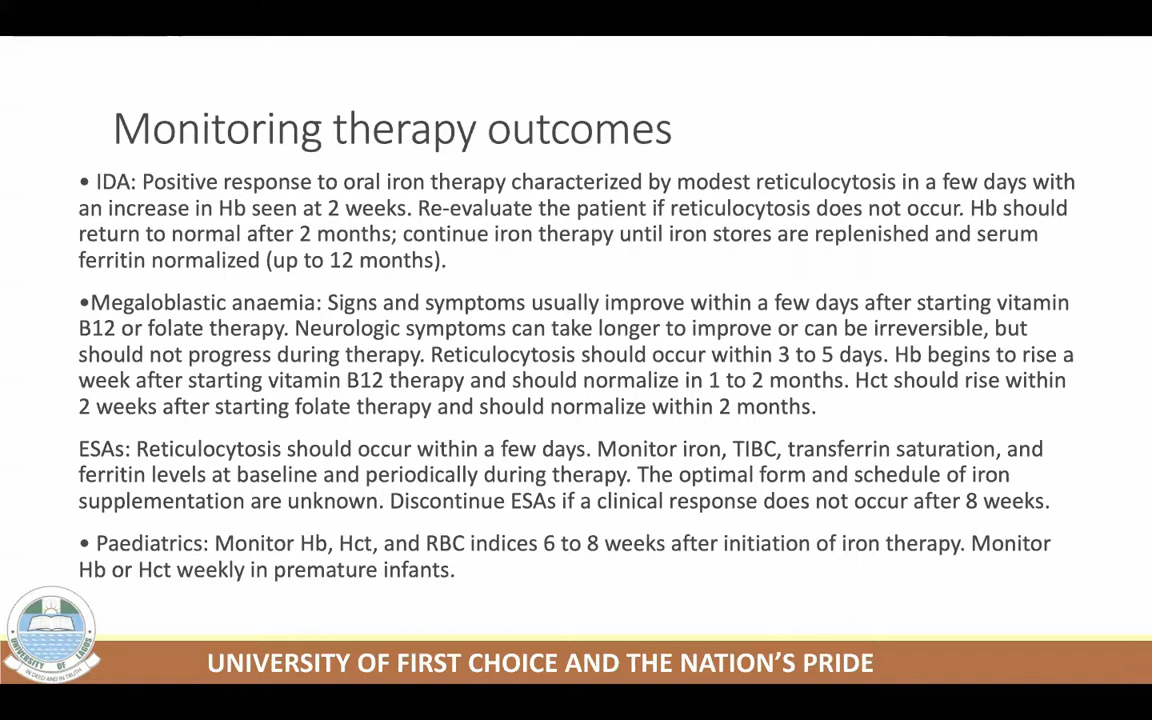 Monitoring therapy outcomes
• IDA: Positive response to oral iron therapy characterized by modest reticulocytosis in a few days with
an increase in Hb seen at 2 weeks. Re-evaluate the patient if reticulocytosis does not occur. Hb should
return to normal after 2 months; continue iron therapy until iron stores are replenished and serum
ferritin normalized (up to 12 months).
•Megaloblastic anaemia: Signs and symptoms usually improve within a few days after starting vitamin
B12 or folate therapy. Neurologic symptoms can take longer to improve or can be irreversible, but
should not progress during therapy. Reticulocytosis should occur within 3 to 5 days. Hb begins to rise a
week after starting vitamin B12 therapy and should normalize in 1 to 2 months. Hct should rise within
2 weeks after starting folate therapy and should normalize within 2 months.
ESAs: Reticulocytosis should occur within a few days. Monitor iron, TIBC, transferrin saturation, and
ferritin levels at baseline and periodically during therapy. The optimal form and schedule of iron
supplementation are unknown. Discontinue ESAs if a clinical response does not occur after 8 weeks.
• Paediatrics: Monitor Hb, Hct, and RBC indices 6 to 8 weeks after initiation of iron therapy. Monitor
Hb or Hct weekly in premature infants.
UNIVERSITY OF LAGOS
IN DEED AND IN TRUTH
UNIVERSITY OF FIRST CHOICE AND THE NATION'S PRIDE